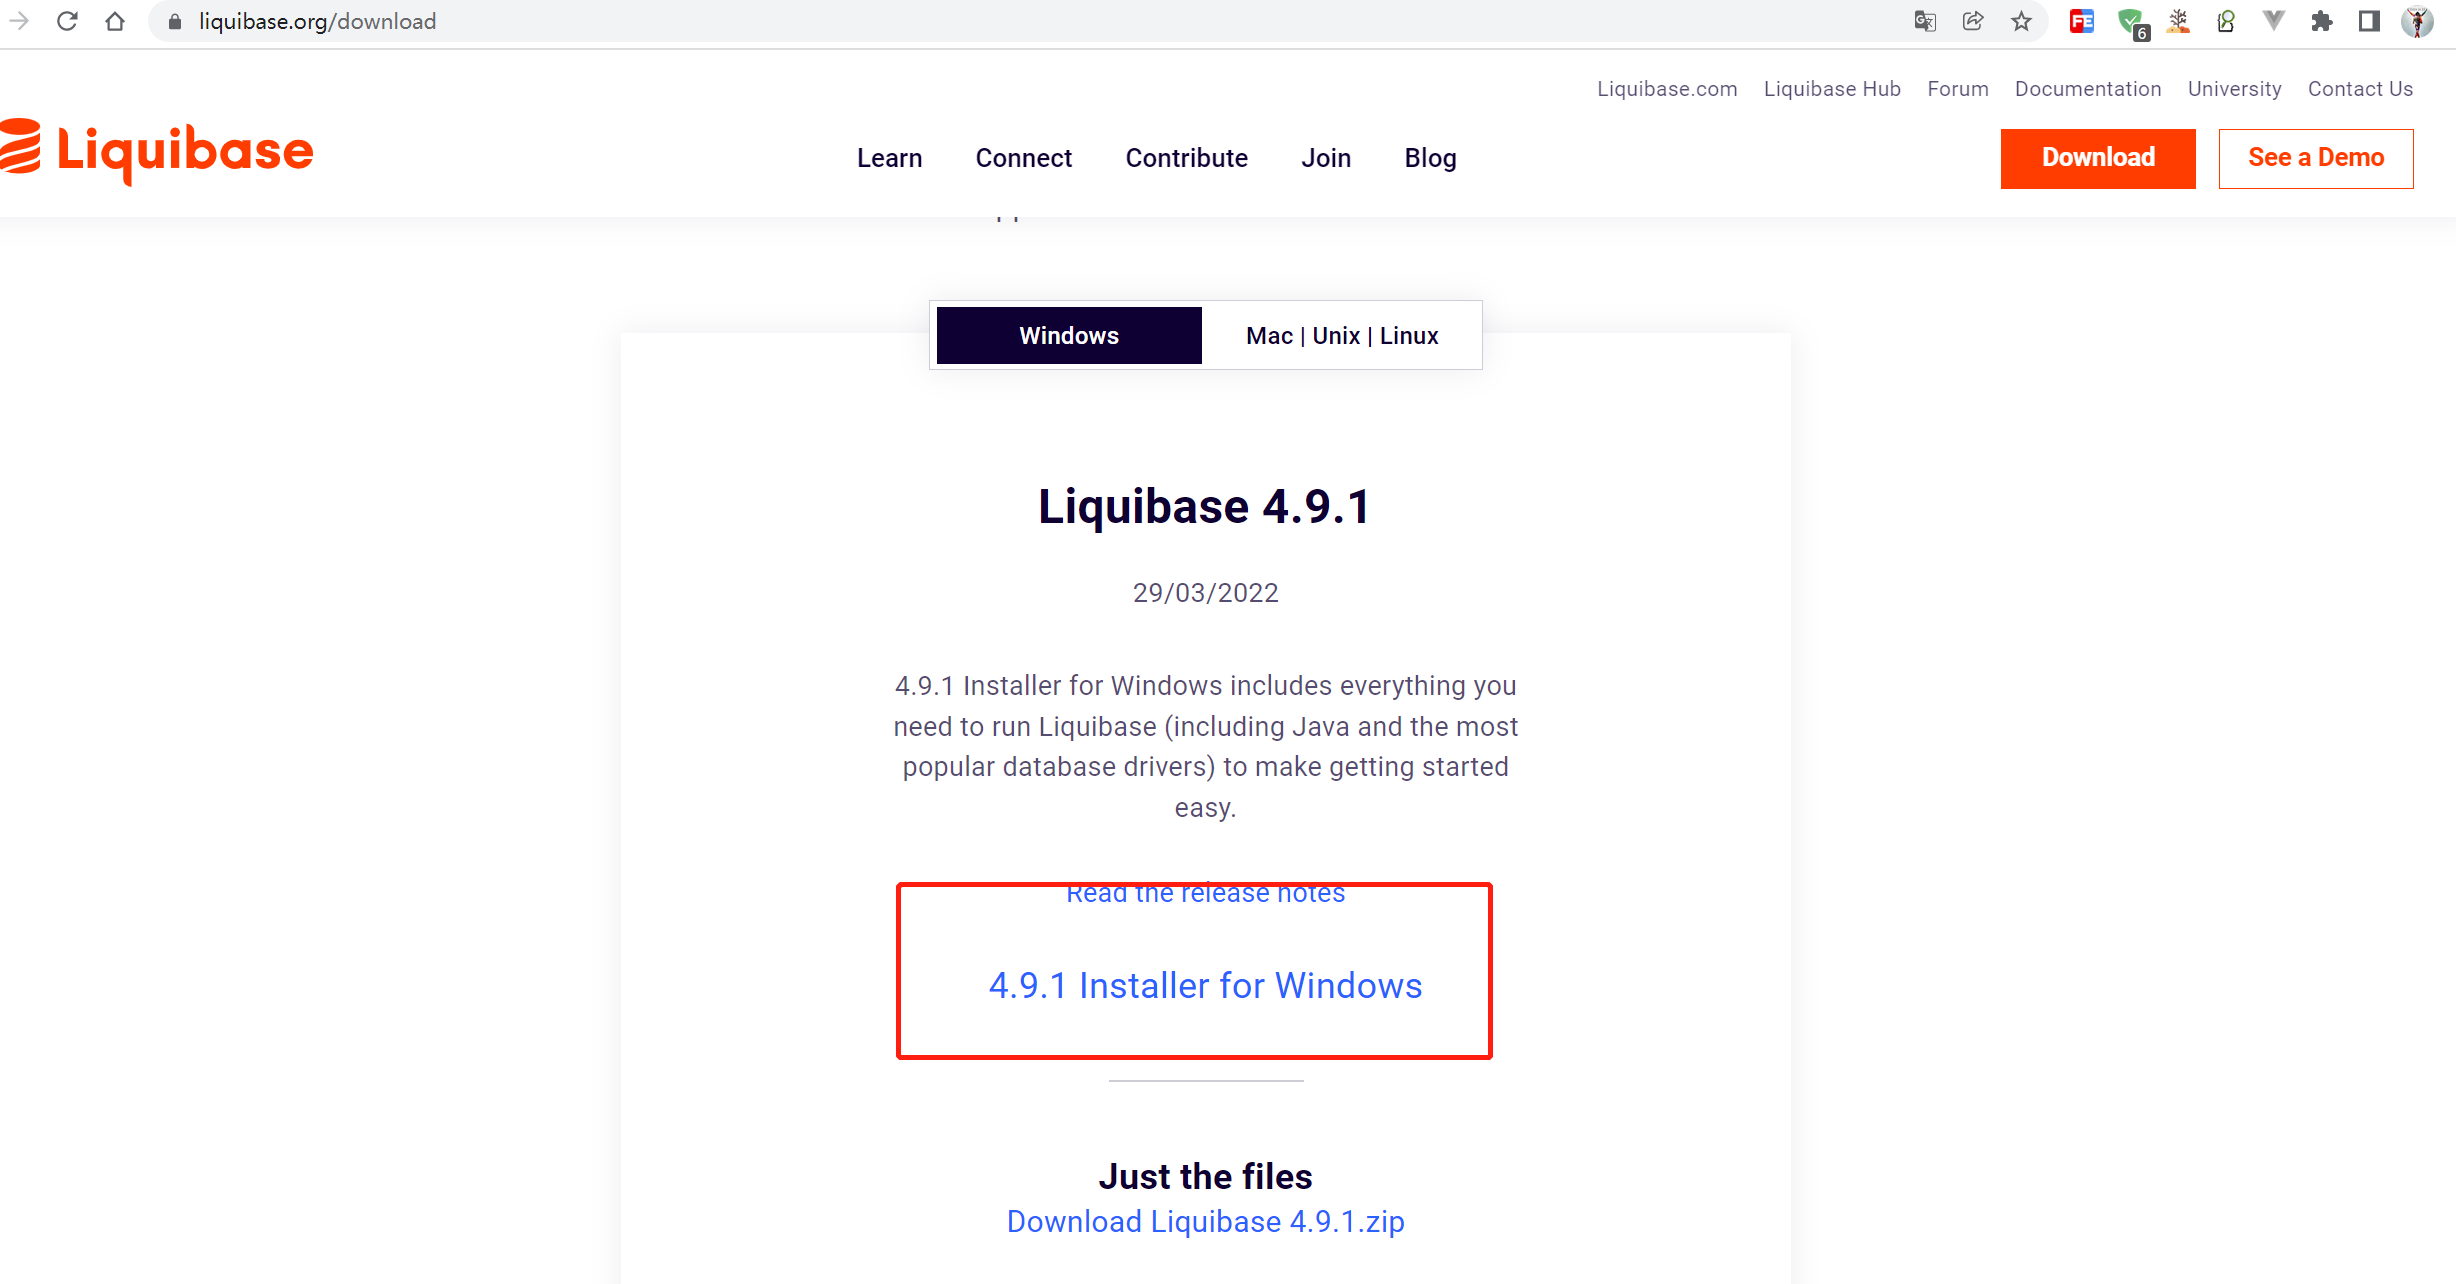 liquibase.org/download
FE
6
Liquibase.com Liquibase Hub Forum Documentation University Contact Us
Liquibase
Learn Connect Contribute Join Blog
Download See a Demo
Windows Mac | Unix | Linux
Liquibase 4.9.1
29/03/2022
4.9.1 Installer for Windows includes everything you
need to run Liquibase (including Java and the most
popular database drivers) to make getting started
easy.
Read the release notes
4.9.1 Installer for Windows
Just the files
Download Liquibase 4.9.1.zip